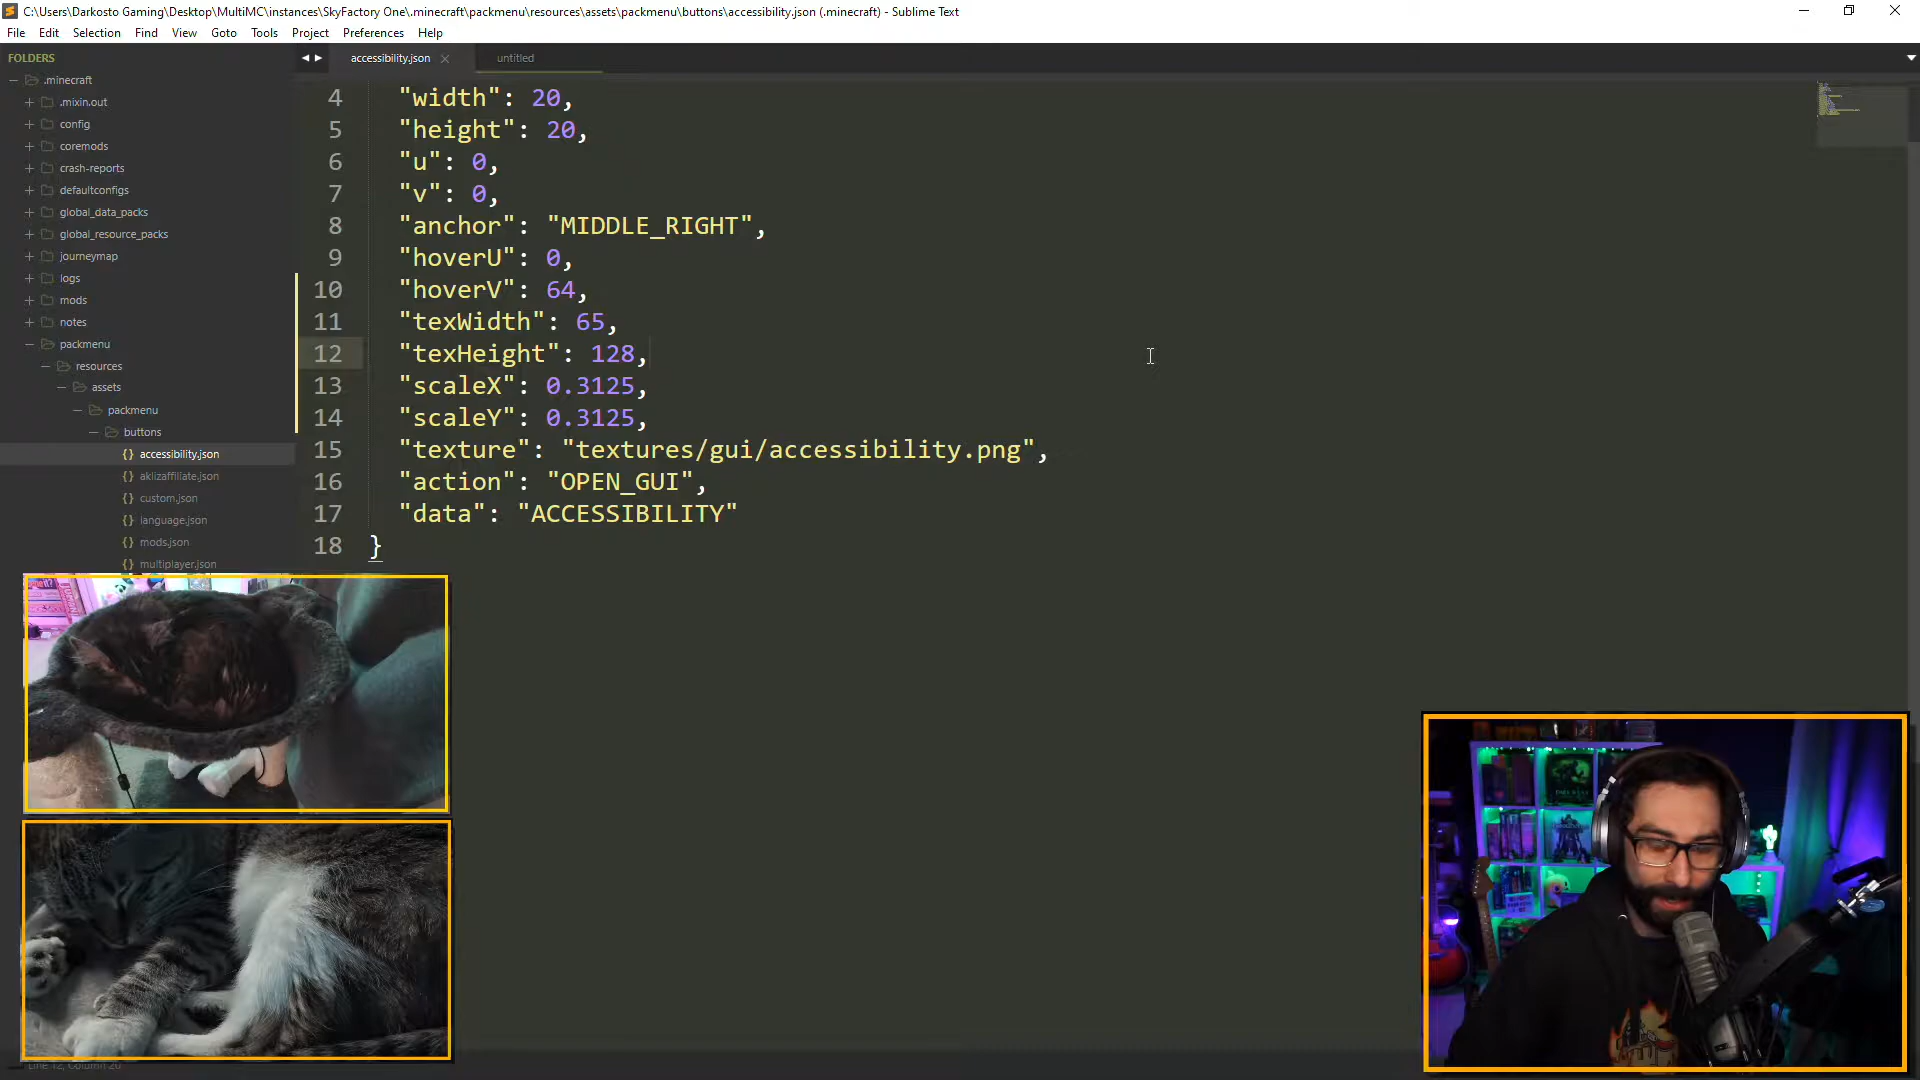 C:\Users\Darkosto Gaming\Desktop\MultiMC\instances\SkyFactory One\.minecraft\packmenu\resources\assets\packmenu\buttons\accessibility.json (.minecraft) - Sublime Text
File Edit Selection Find View Goto Tools Project Preferences Help
FOLDERS
.minecraft
.mixin.out
config
coremods
crash-reports
defaultconfigs
global_data_packs
global_resource_packs
journeymap
logs
mods
notes
packmenu
resources
assets
packmenu
buttons
{} accessibility.json
{} aklizaffiliate.json
{} custom.json
{} language.json
{} mods.json
{} multiplayer.json
accessibility.json untitled
4 "width": 20,
5 "height": 20,
6 "u": 0,
7 "v": 0,
8 "anchor": "MIDDLE_RIGHT",
9 "hoverU": 0,
10 "hoverV": 64,
11 "texWidth": 65,
12 "texHeight": 128,
13 "scaleX": 0.3125,
14 "scaleY": 0.3125,
15 "texture": "textures/gui/accessibility.png",
16 "action": "OPEN_GUI",
17 "data": "ACCESSIBILITY"
18 }
Line 12, Column 20